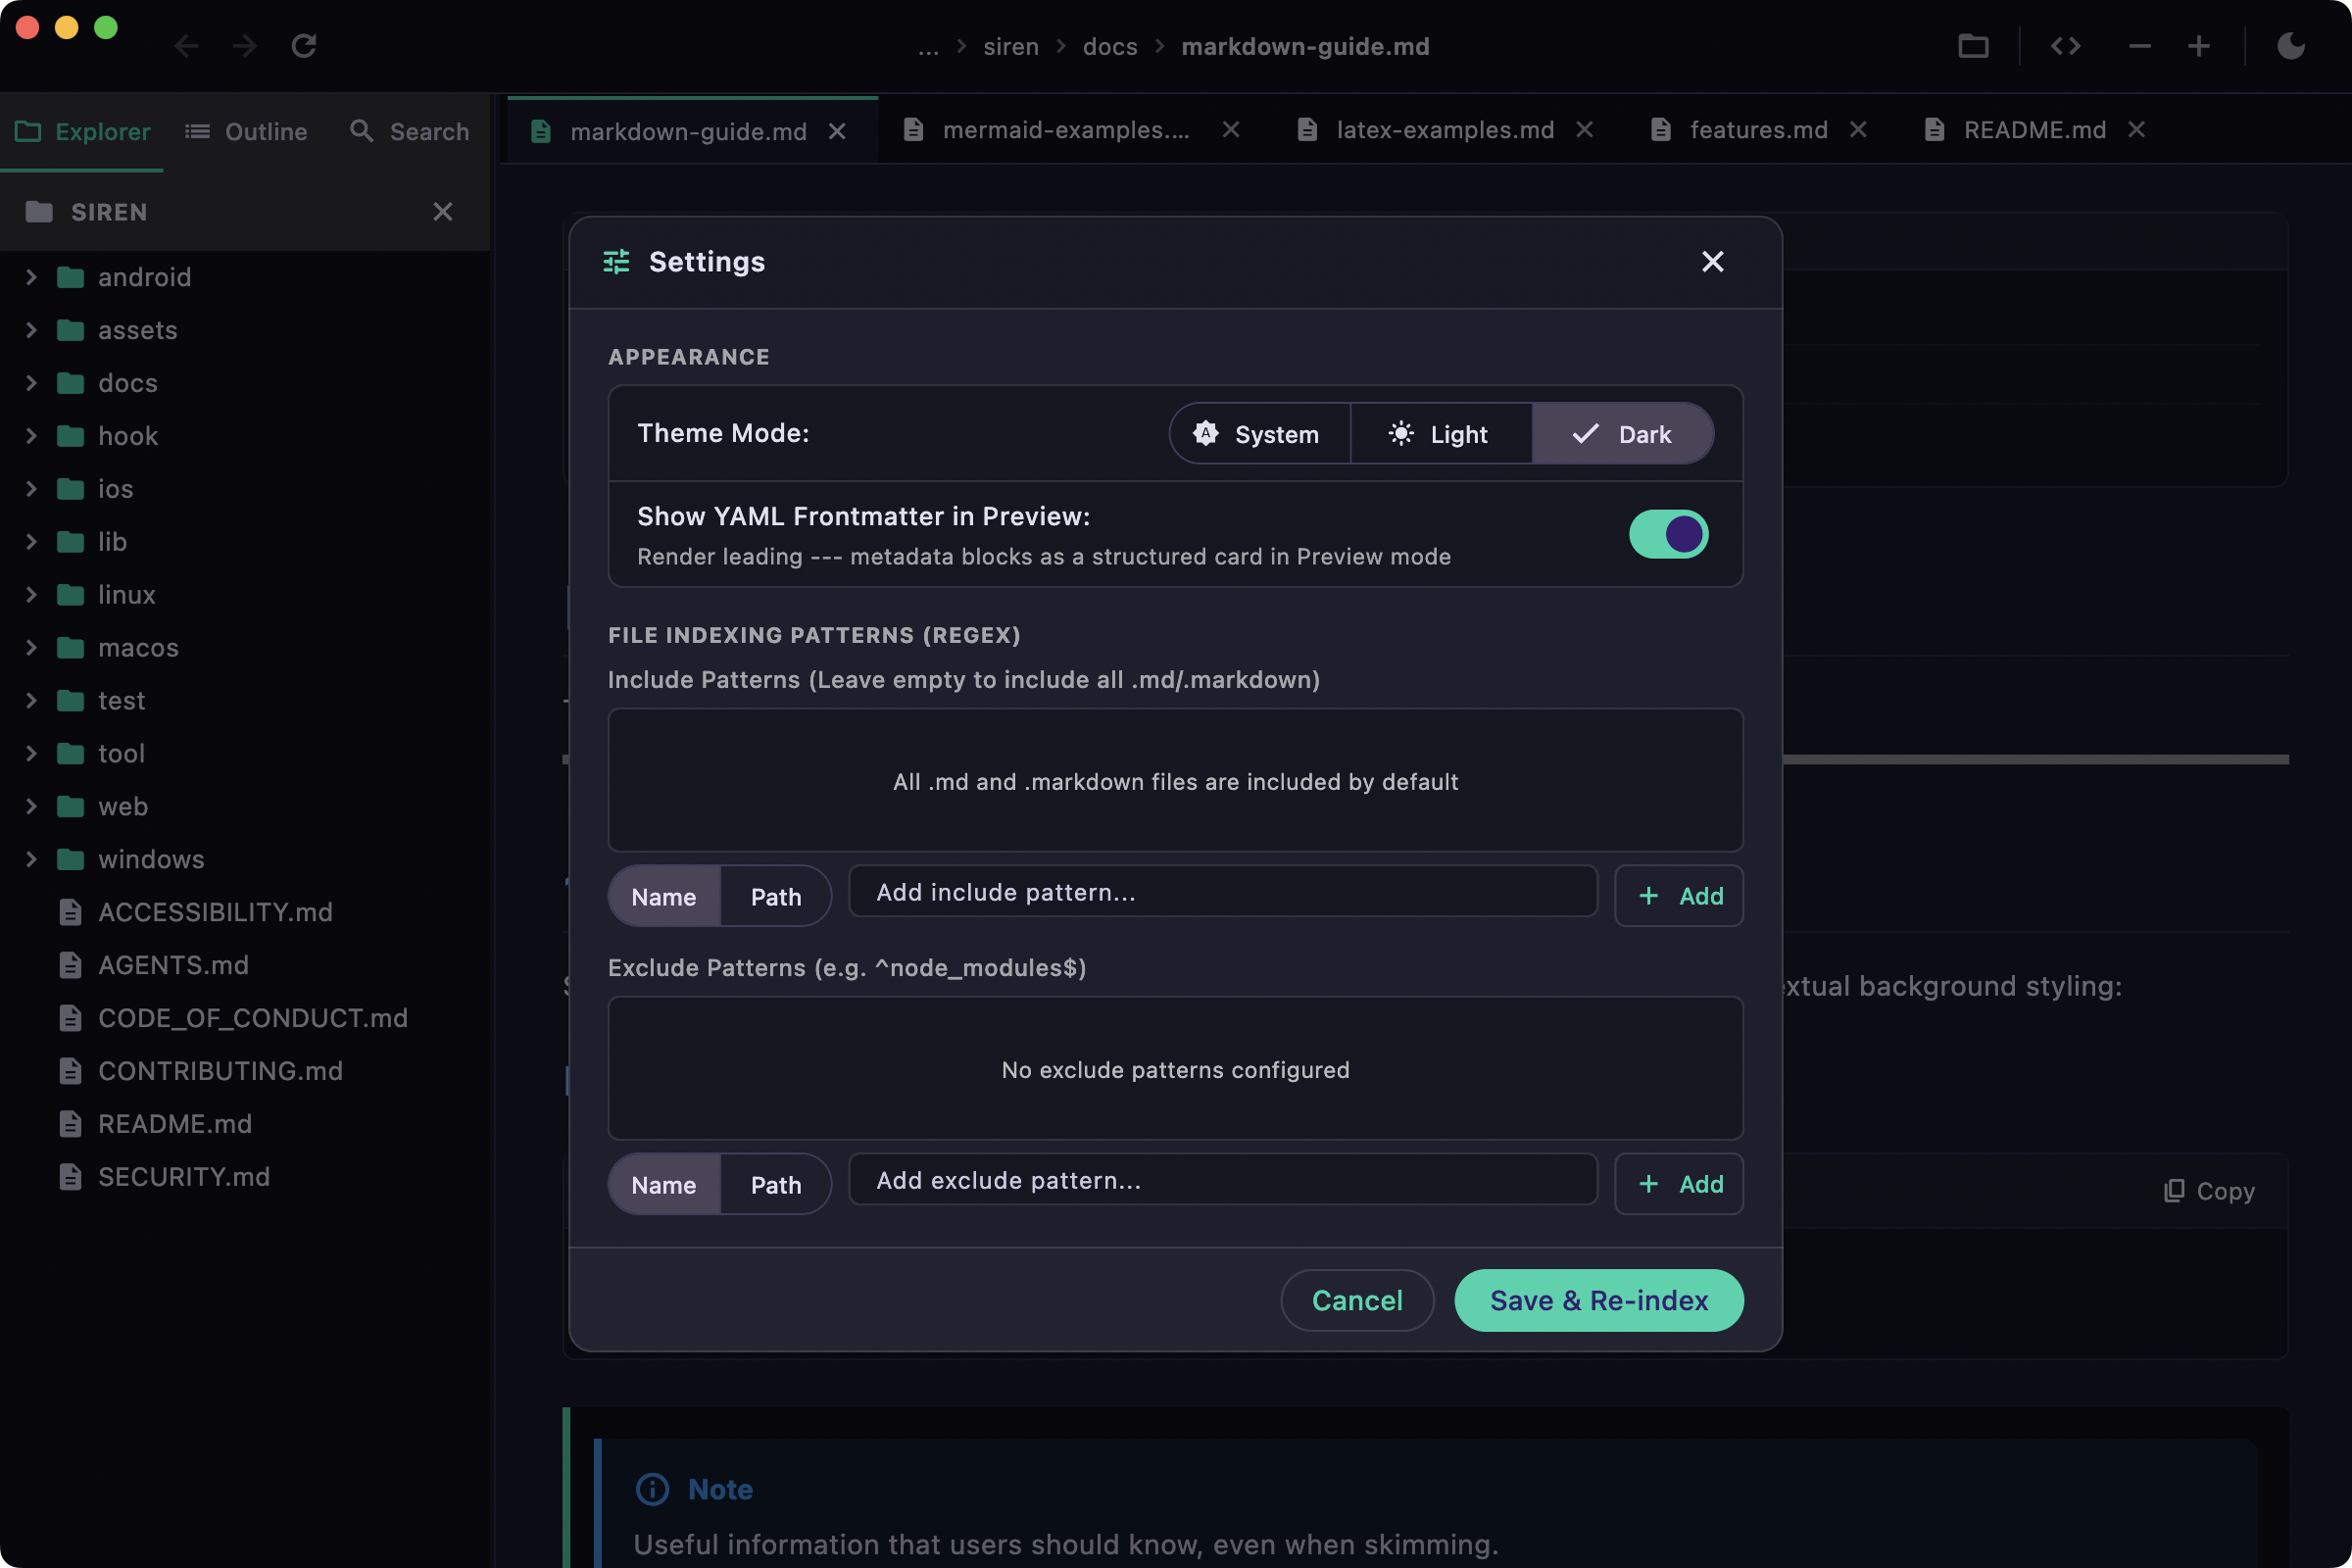 ... > siren > docs > markdown-guide.md
Explorer Outline Search
SIREN
android
assets
docs
hook
ios
lib
linux
macos
test
tool
web
windows
ACCESSIBILITY.md
AGENTS.md
CODE_OF_CONDUCT.md
CONTRIBUTING.md
README.md
SECURITY.md
markdown-guide.md mermaid-examples.... latex-examples.md features.md README.md
Settings
APPEARANCE
Theme Mode: System Light Dark
Show YAML Frontmatter in Preview:
Render leading --- metadata blocks as a structured card in Preview mode
FILE INDEXING PATTERNS (REGEX)
Include Patterns (Leave empty to include all .md/.markdown)
All .md and .markdown files are included by default
Name Path Add include pattern... + Add
Exclude Patterns (e.g. ^node_modules$)
background styling:
No exclude patterns configured
Name Path Add exclude pattern... + Add
Copy
Cancel Save & Re-index
Note
Useful information that users should know, even when skimming.